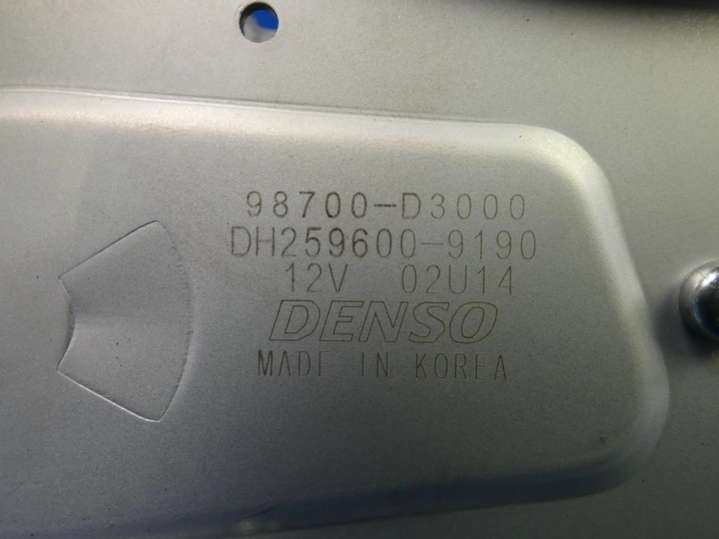 98700-D3000
DH259600-9190
12V 02U14
DENSO
MADE IN KOREA